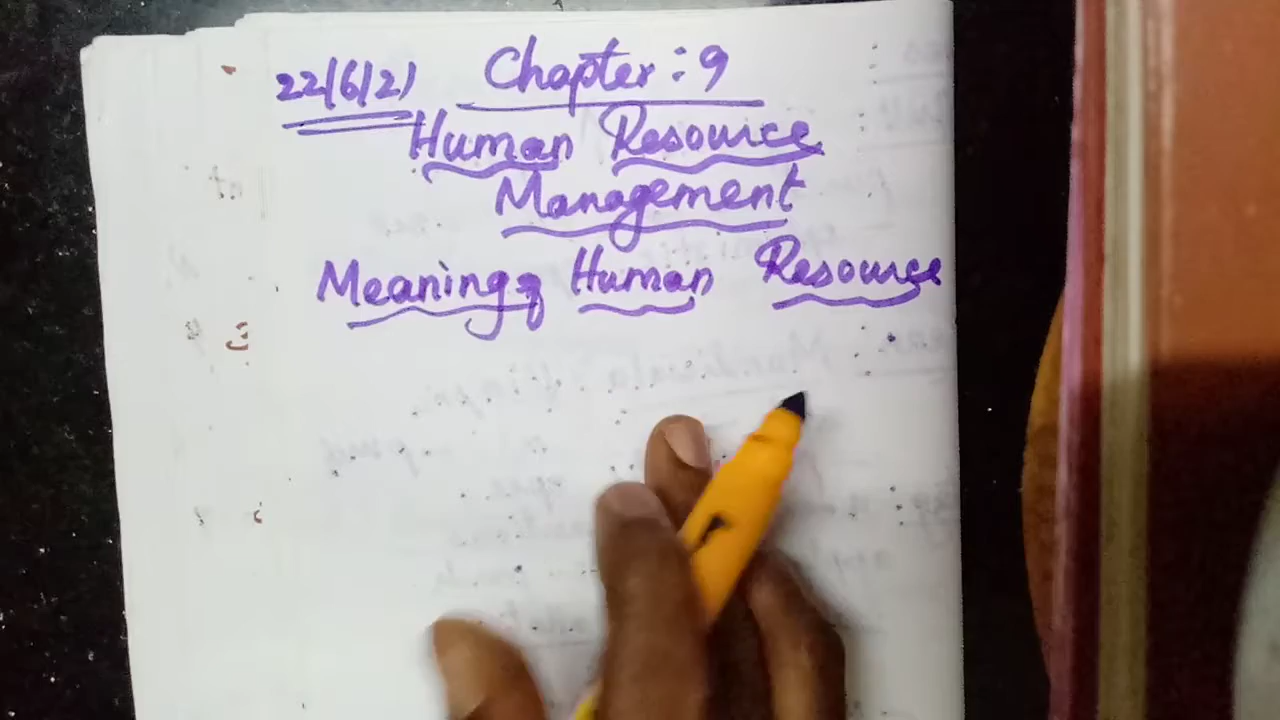 22/6/21 Chapter: 9
Human Resource
Management
Meaning of Human Resource